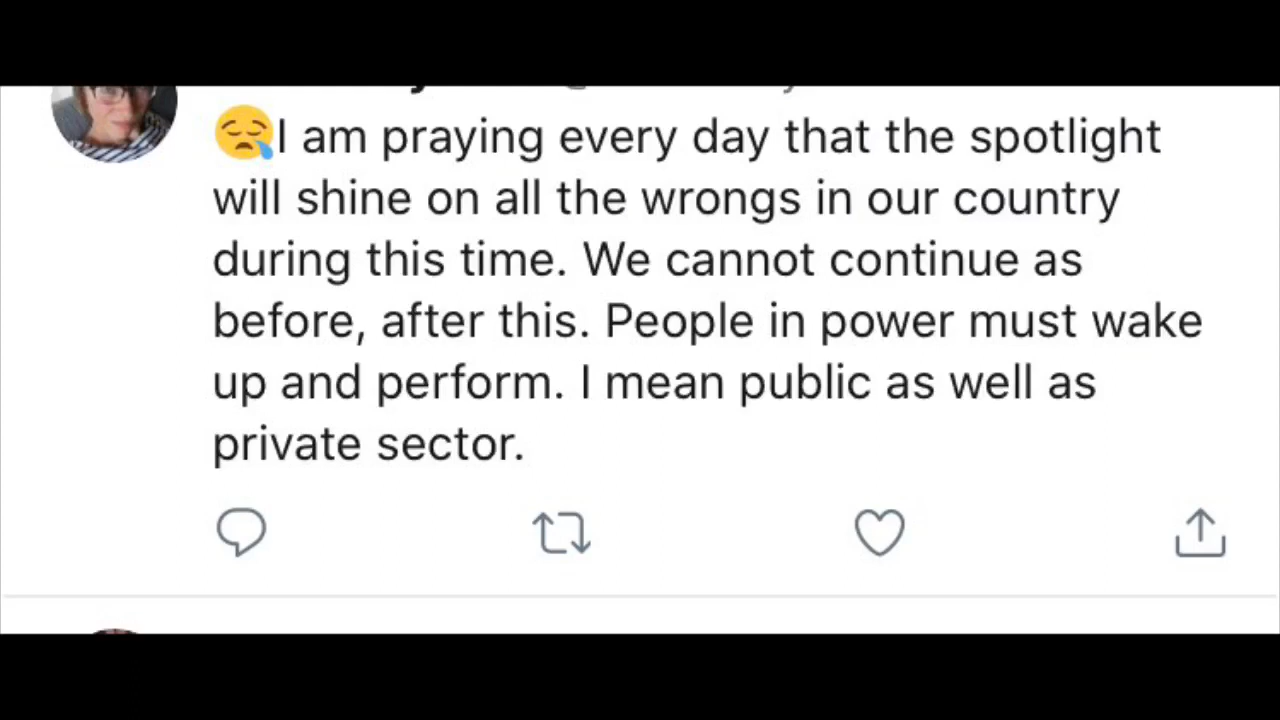 😪I am praying every day that the spotlight
will shine on all the wrongs in our country
during this time. We cannot continue as
before, after this. People in power must wake
up and perform. I mean public as well as
private sector.